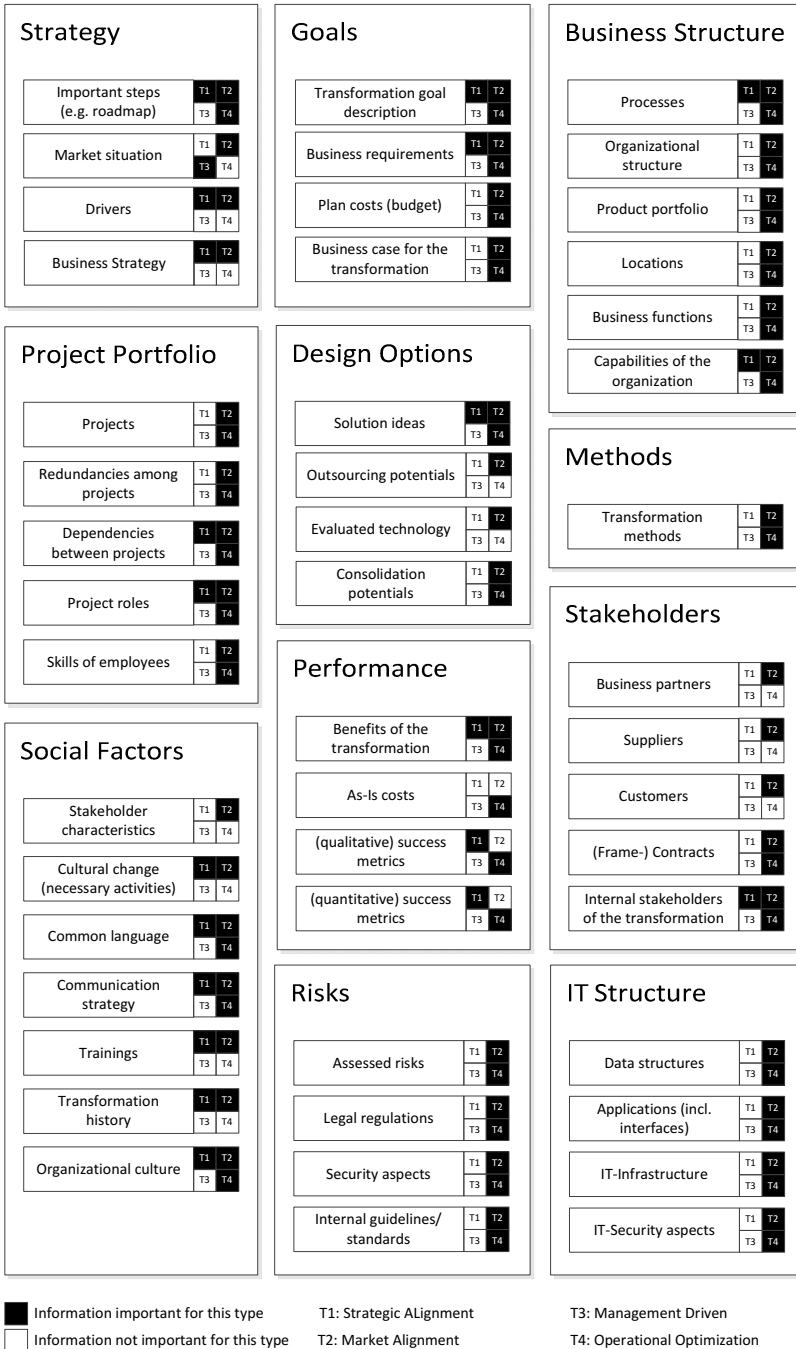 Strategy
Important steps
(e.g. roadmap)
T1 T2
T3 T4
Market situation
T1 T2
T3 T4
Drivers
T1 T2
T3 T4
Business Strategy
T1 T2
T3 T4
Goals
Transformation goal
description
T1 T2
T3 T4
Business requirements
T1 T2
T3 T4
Plan costs (budget)
T1 T2
T3 T4
Business case for the
transformation
T1 T2
T3 T4
Business Structure
Processes
T1 T2
T3 T4
Organizational
structure
T1 T2
T3 T4
Product portfolio
T1 T2
T3 T4
Locations
T1 T2
T3 T4
Business functions
T1 T2
T3 T4
Capabilities of the
organization
T1 T2
T3 T4
Project Portfolio
Projects
T1 T2
T3 T4
Redundancies among
projects
T1 T2
T3 T4
Dependencies
between projects
T1 T2
T3 T4
Project roles
T1 T2
T3 T4
Skills of employees
T1 T2
T3 T4
Design Options
Solution ideas
T1 T2
T3 T4
Outsourcing potentials
T1 T2
T3 T4
Evaluated technology
T1 T2
T3 T4
Consolidation
potentials
T1 T2
T3 T4
Methods
Transformation
methods
T1 T2
T3 T4
Stakeholders
Business partners
T1 T2
T3 T4
Suppliers
T1 T2
T3 T4
Customers
T1 T2
T3 T4
(Frame-) Contracts
T1 T2
T3 T4
Internal stakeholders
of the transformation
T1 T2
T3 T4
Performance
Benefits of the
transformation
T1 T2
T3 T4
As-Is costs
T1 T2
T3 T4
(qualitative) success
metrics
T1 T2
T3 T4
(quantitative) success
metrics
T1 T2
T3 T4
Social Factors
Stakeholder
characteristics
T1 T2
T3 T4
Cultural change
(necessary activities)
T1 T2
T3 T4
Common language
T1 T2
T3 T4
Communication
strategy
T1 T2
T3 T4
Trainings
T1 T2
T3 T4
Transformation
history
T1 T2
T3 T4
Organizational culture
T1 T2
T3 T4
Risks
Assessed risks
T1 T2
T3 T4
Legal regulations
T1 T2
T3 T4
Security aspects
T1 T2
T3 T4
Internal guidelines/
standards
T1 T2
T3 T4
IT Structure
Data structures
T1 T2
T3 T4
Applications (incl.
interfaces)
T1 T2
T3 T4
IT-Infrastructure
T1 T2
T3 T4
IT-Security aspects
T1 T2
T3 T4
Information important for this type
T1: Strategic ALignment
T3: Management Driven
Information not important for this type
T2: Market Alignment
T4: Operational Optimization